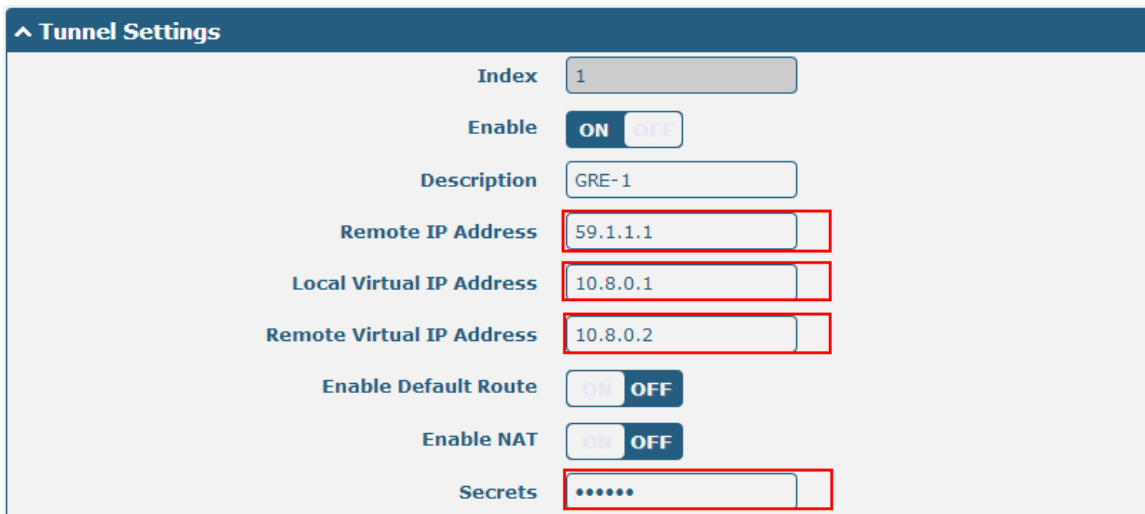 Tunnel Settings
Index 1
Enable ON OFF
Description GRE-1
Remote IP Address 59.1.1.1
Local Virtual IP Address 10.8.0.1
Remote Virtual IP Address 10.8.0.2
Enable Default Route ON OFF
Enable NAT ON OFF
Secrets ••••••